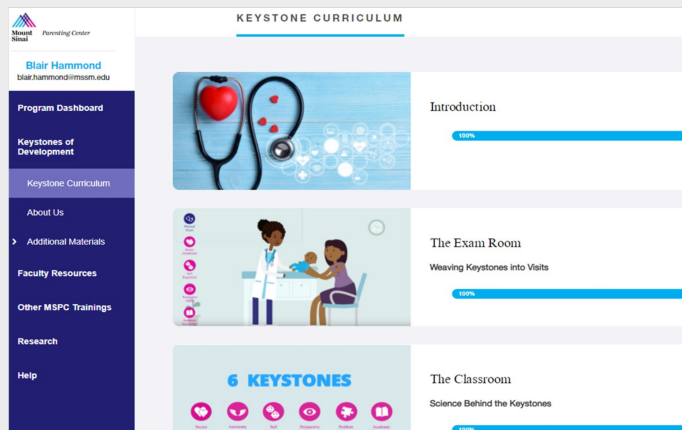 Mount
Sinai
Parenting Center
KEYSTONE CURRICULUM
Blair Hammond
blair.hammond@mssm.edu
Program Dashboard
Keystones of
Development
Keystone Curriculum
About Us
Additional Materials
Faculty Resources
Other MSPC Trainings
Research
Help
Introduction
100%
The Exam Room
Weaving Keystones into Visits
100%
6 KEYSTONES
The Classroom
Science Behind the Keystones
100%